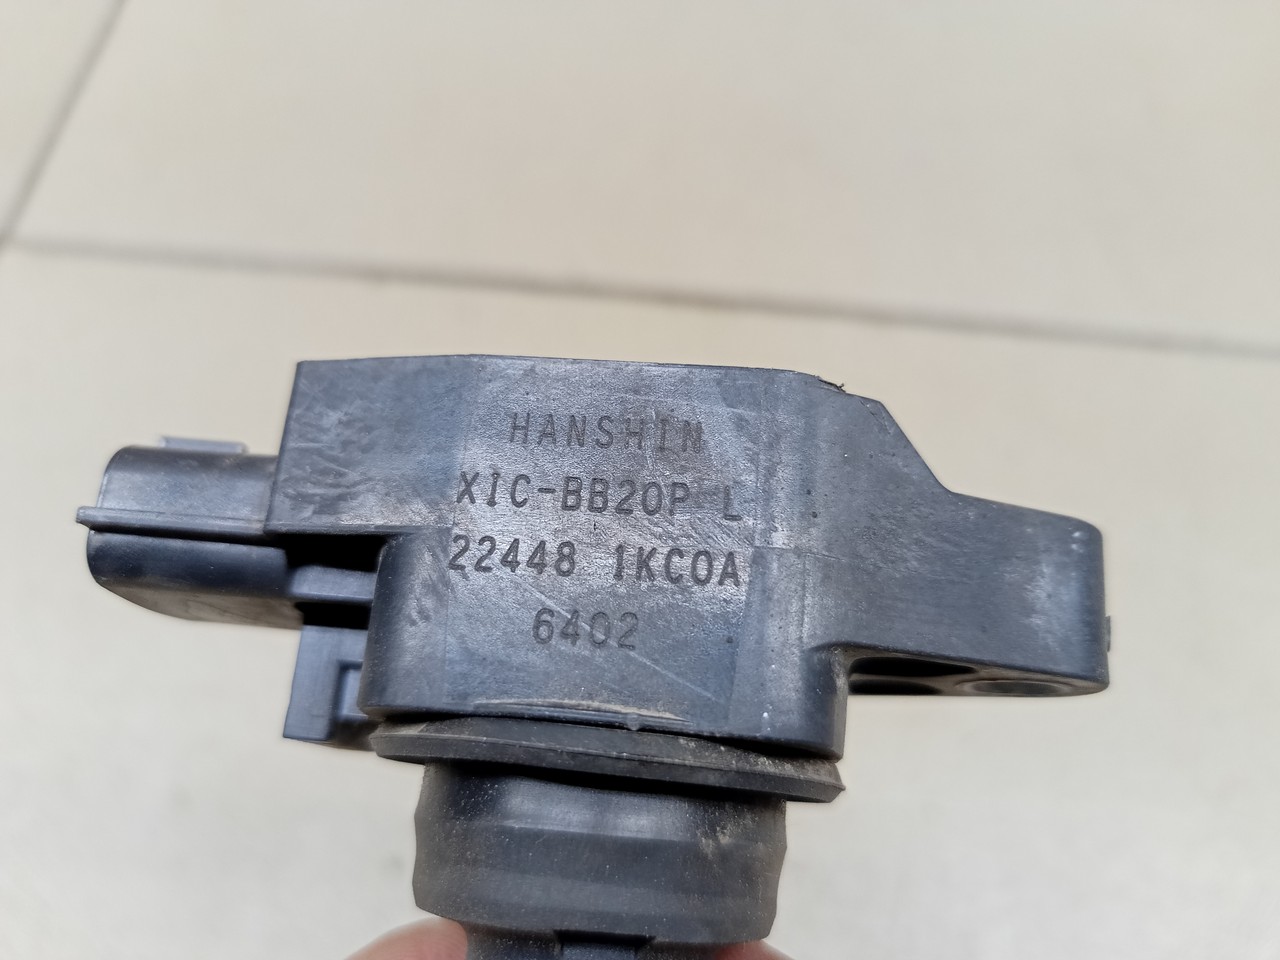 HANSHIN
XIC-BB20P L
22448 1KC0A
6402